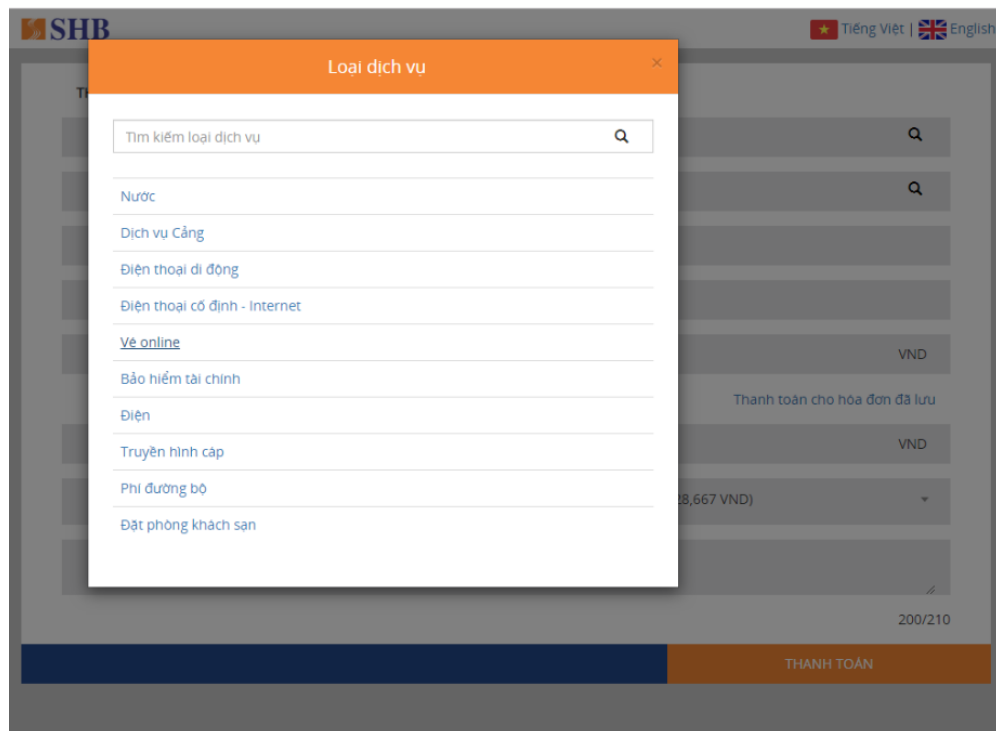 SHB
Tiếng Việt | English
Loại dịch vụ ×
Tìm kiếm loại dịch vụ
Nước
Dịch vụ Cảng
Điện thoại di động
Điện thoại cố định - Internet
Vé online
VND
Bảo hiểm tài chính
Thanh toán cho hóa đơn đã lưu
Điện
Truyền hình cáp
VND
Phí đường bộ
28,667 VND)
Đặt phòng khách sạn
200/210
THANH TOÁN